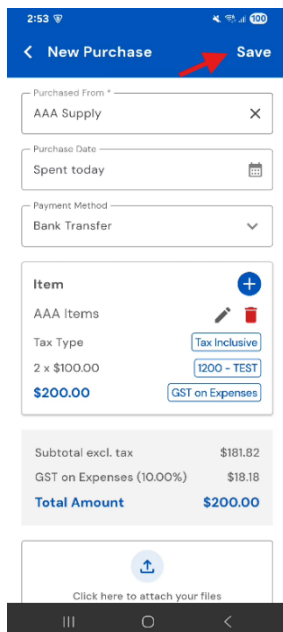 2:53
100
New Purchase
Save
Purchased From *
AAA Supply
Purchase Date
Spent today
Payment Method
Bank Transfer
Item
AAA Items
Tax Type
Tax Inclusive
2 x $100.00
1200 - TEST
$200.00
GST on Expenses
Subtotal excl. tax
$181.82
GST on Expenses (10.00%)
$18.18
Total Amount
$200.00
Click here to attach your files